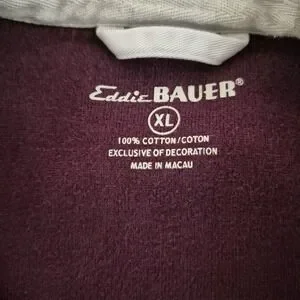 Eddie BAUER®
XL
100% COTTON/COTON
EXCLUSIVE OF DECORATION
MADE IN MACAU